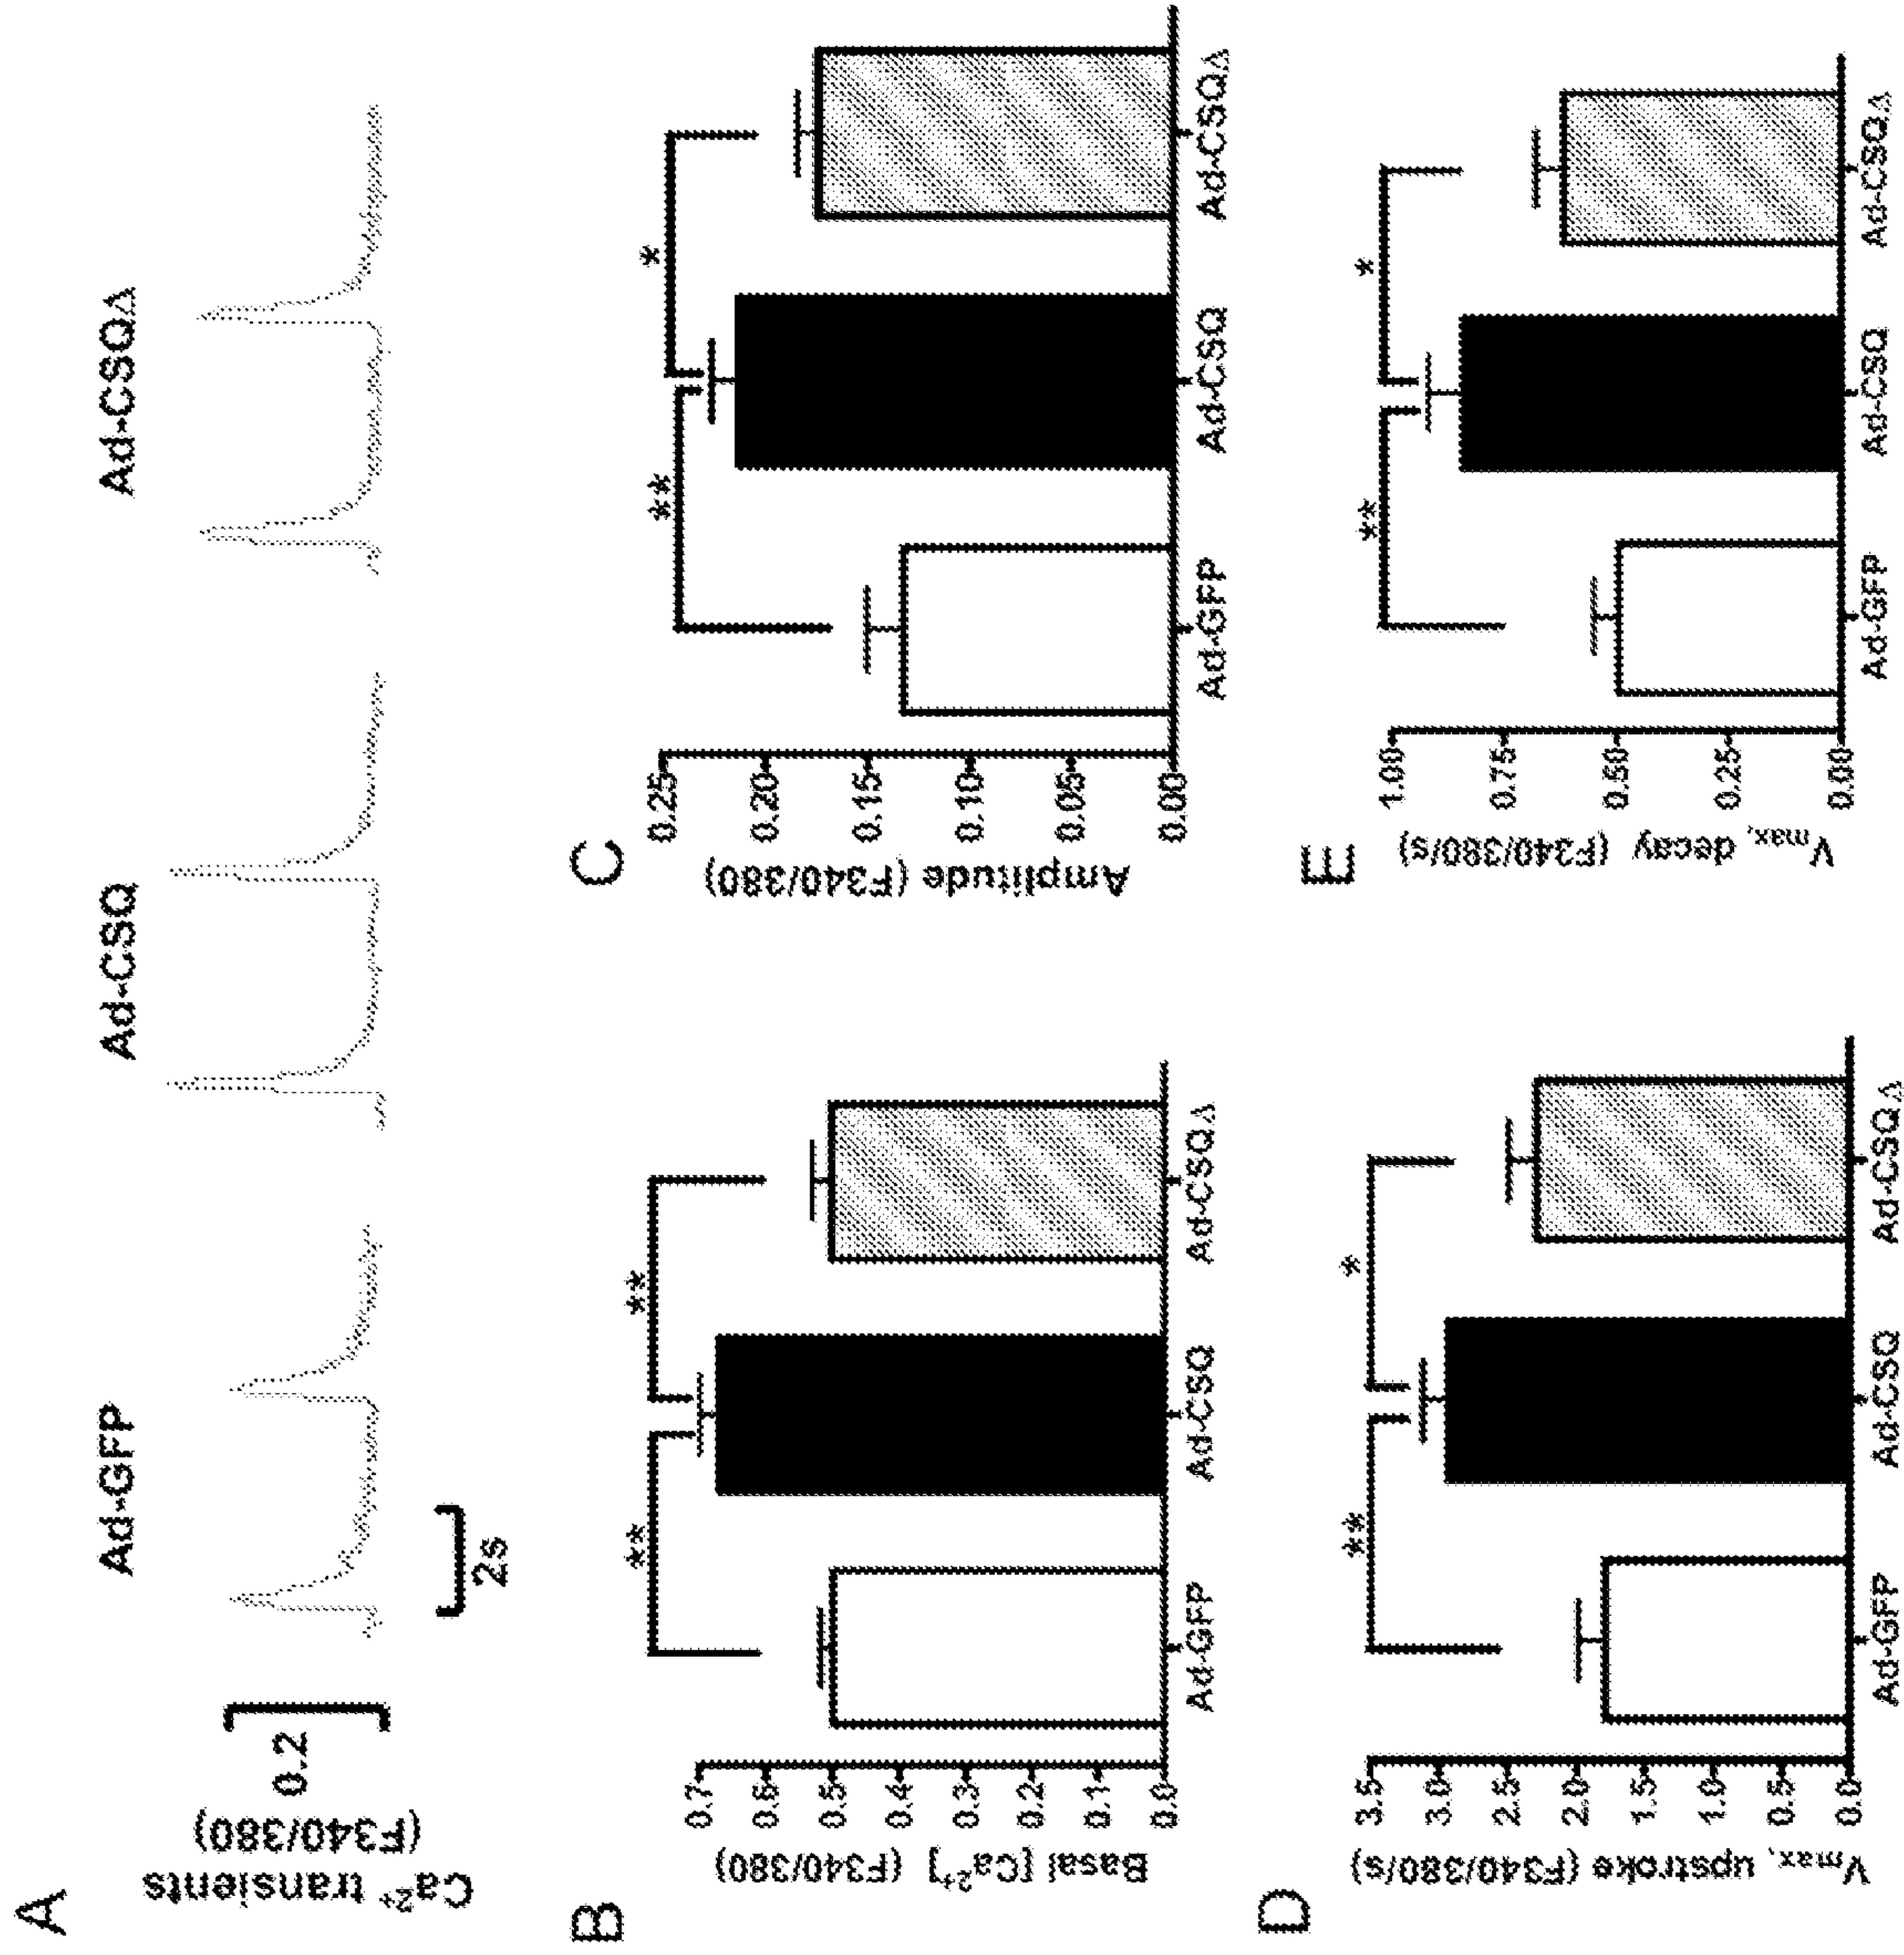 A
Ad-GFP
Ad-CSQ
Ad-CSQΔ
Ca²⁺ transients
(F340/380)
0.2
2s
B
Basal [Ca²⁺] (F340/380)
0.7
0.6
0.5
0.4
0.3
0.2
0.1
0.0
**
**
Ad-GFP
Ad-CSQ
Ad-CSQΔ
C
Amplitude (F340/380)
0.25
0.20
0.15
0.10
0.05
0.00
**
*
Ad-GFP
Ad-CSQ
Ad-CSQΔ
D
Vmax, upstroke (F340/380/s)
3.5
3.0
2.5
2.0
1.5
1.0
0.5
0.0
**
*
Ad-GFP
Ad-CSQ
Ad-CSQΔ
E
Vmax, decay (F340/380/s)
1.00
0.75
0.50
0.25
0.00
**
*
Ad-GFP
Ad-CSQ
Ad-CSQΔ